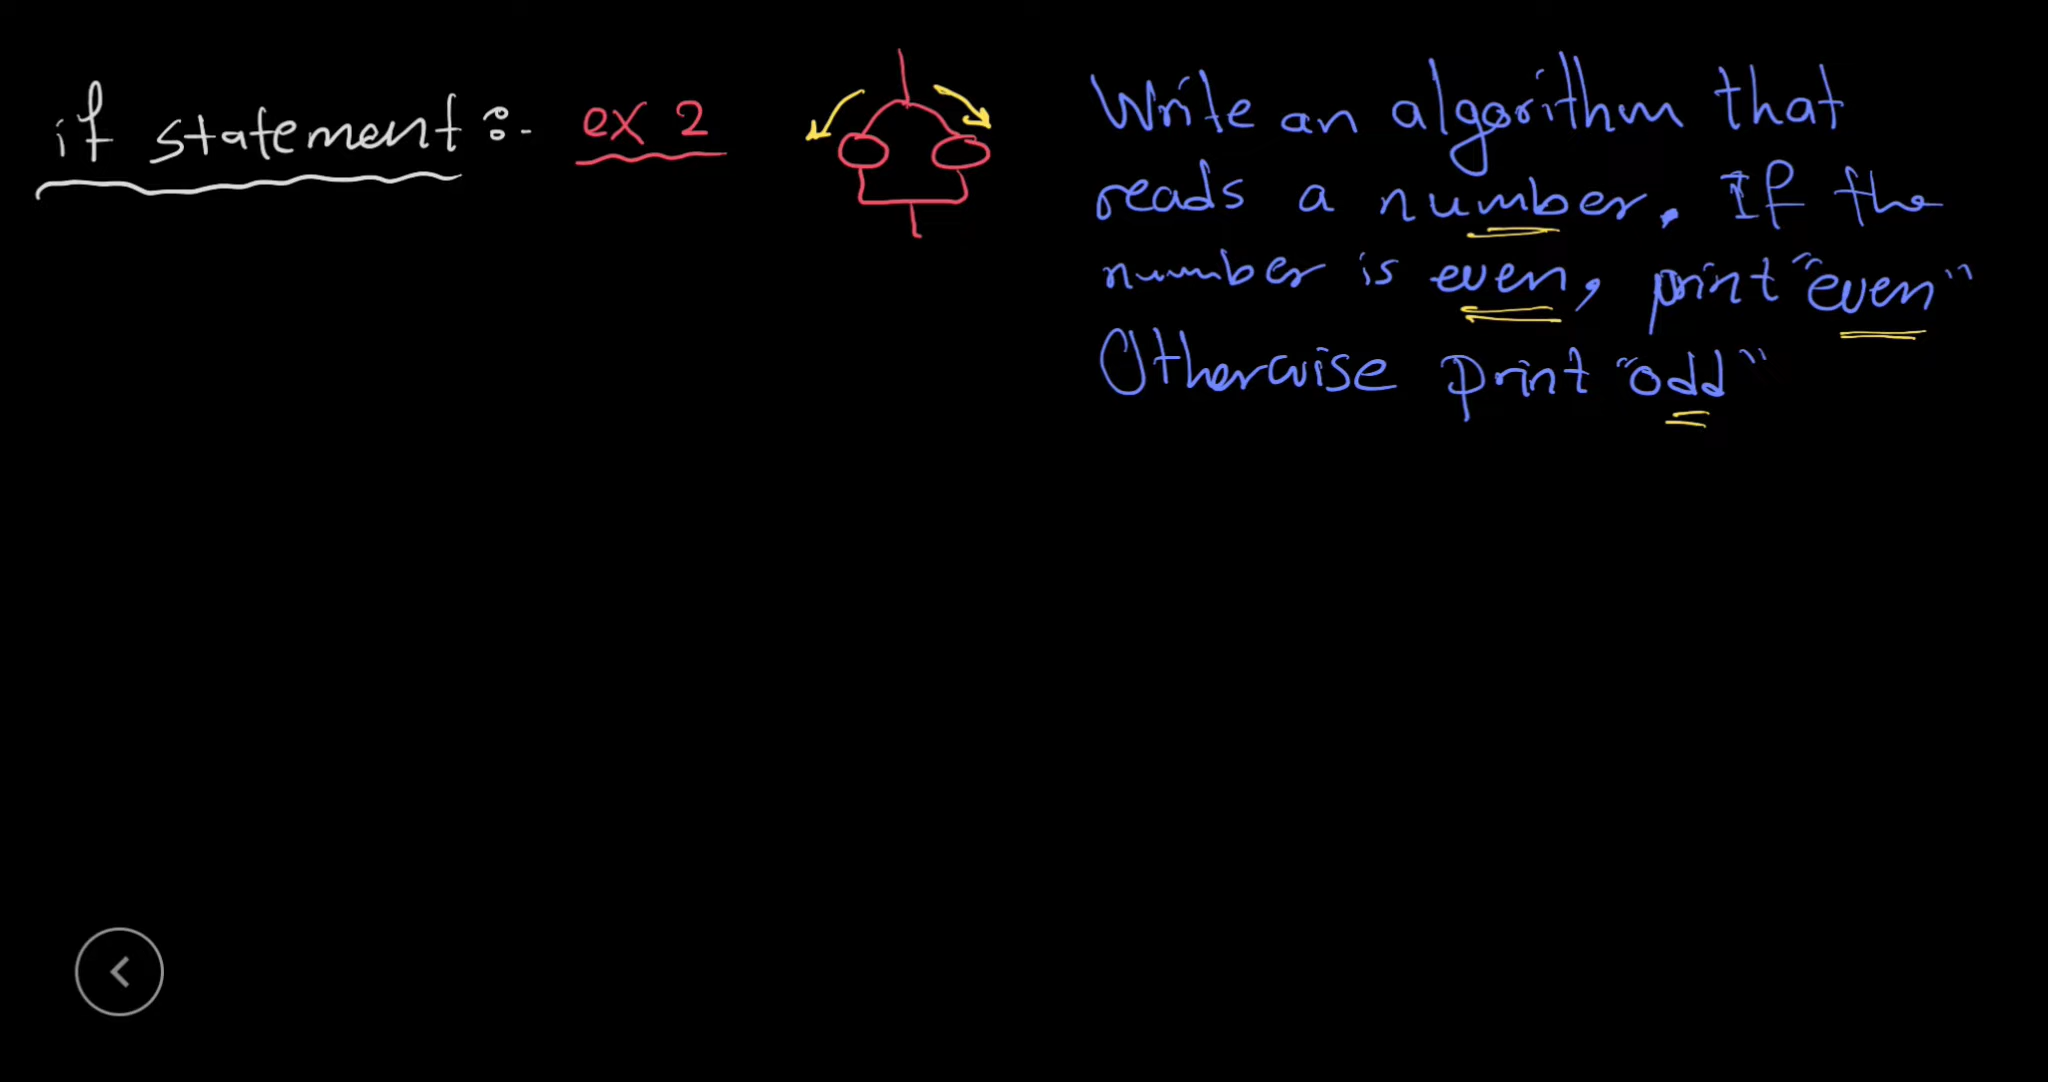 if statement :- ex 2
Write an algorithm that
reads a number. If the
number is even, print "even"
Otherwise print "odd"